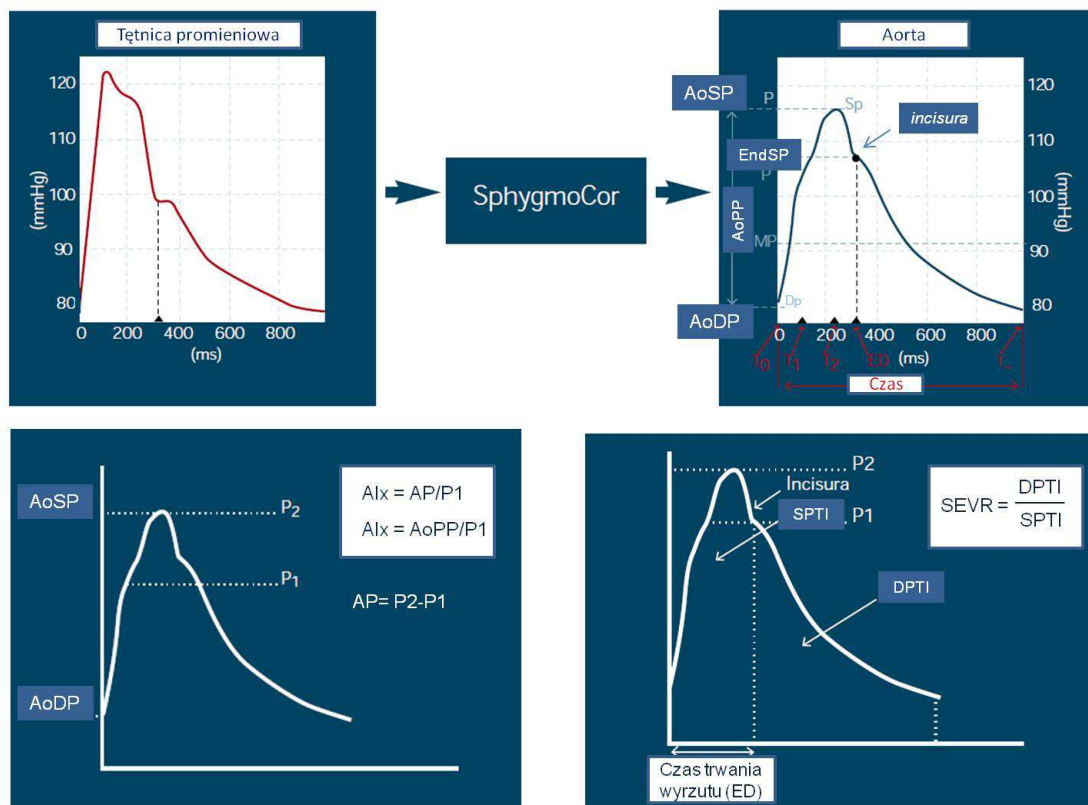 Tętnica promieniowa
120
110
100
90
80
(mmHg)
0 200 400 600 800
(ms)
SphygmoCor
Aorta
AoSP
P
Sp
incisura
EndSP
P
AoPP
MP
AoDP
Dp
120
110
100
90
80
(mmHg)
0 200 400 600 800
(ms)
T0 T1 T2 ED
Czas
AoSP
P2
P1
AoDP
AIx = AP/P1
AIx = AoPP/P1
AP= P2-P1
P2
Incisura
SPTI
P1
DPTI
SEVR = DPTI
SPTI
Czas trwania
wyrzutu (ED)